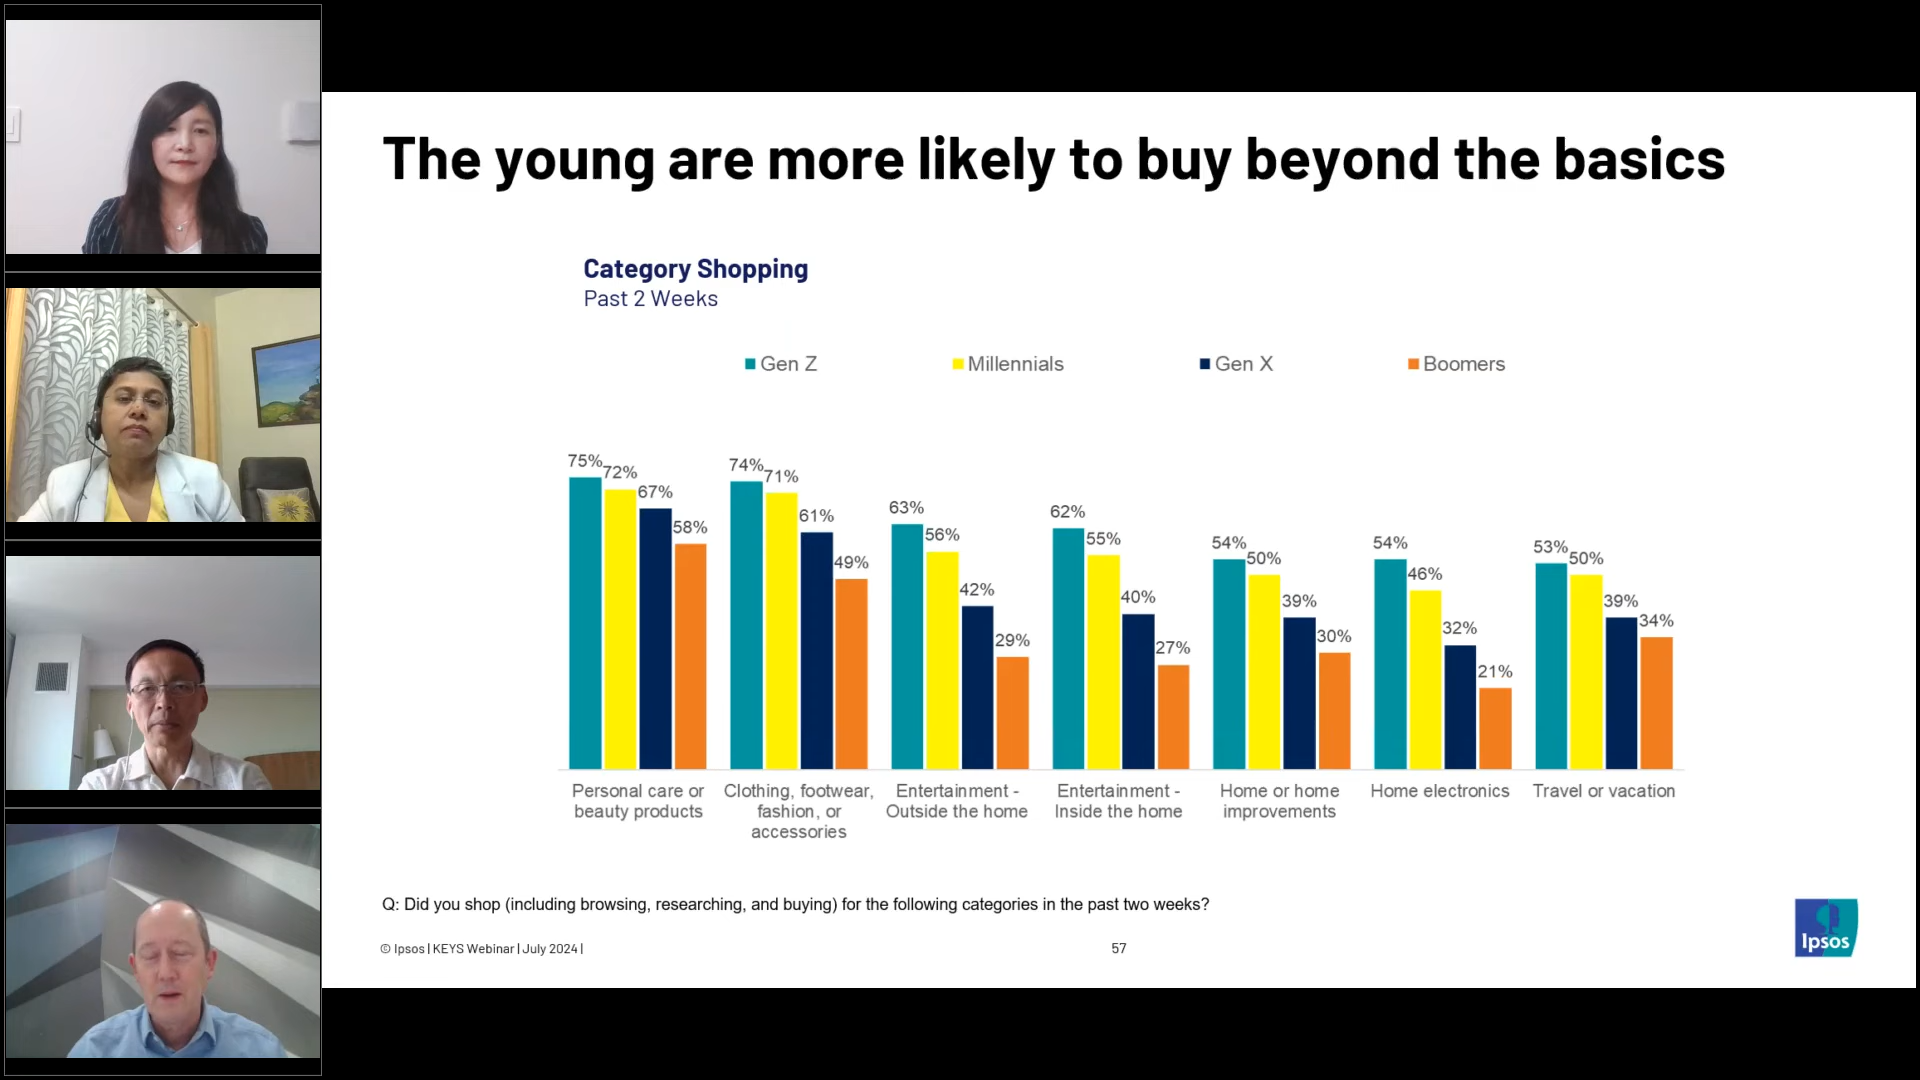 The young are more likely to buy beyond the basics
Category Shopping
Past 2 Weeks
Gen Z
Millennials
Gen X
Boomers
75%
72%
67%
58%
74%
71%
61%
49%
63%
56%
42%
29%
62%
55%
40%
27%
54%
50%
39%
30%
54%
46%
32%
21%
53%
50%
39%
34%
Personal care or
beauty products
Clothing, footwear,
fashion, or
accessories
Entertainment -
Outside the home
Entertainment -
Inside the home
Home or home
improvements
Home electronics
Travel or vacation
Q: Did you shop (including browsing, researching, and buying) for the following categories in the past two weeks?
© Ipsos | KEYS Webinar | July 2024 |
57
Ipsos